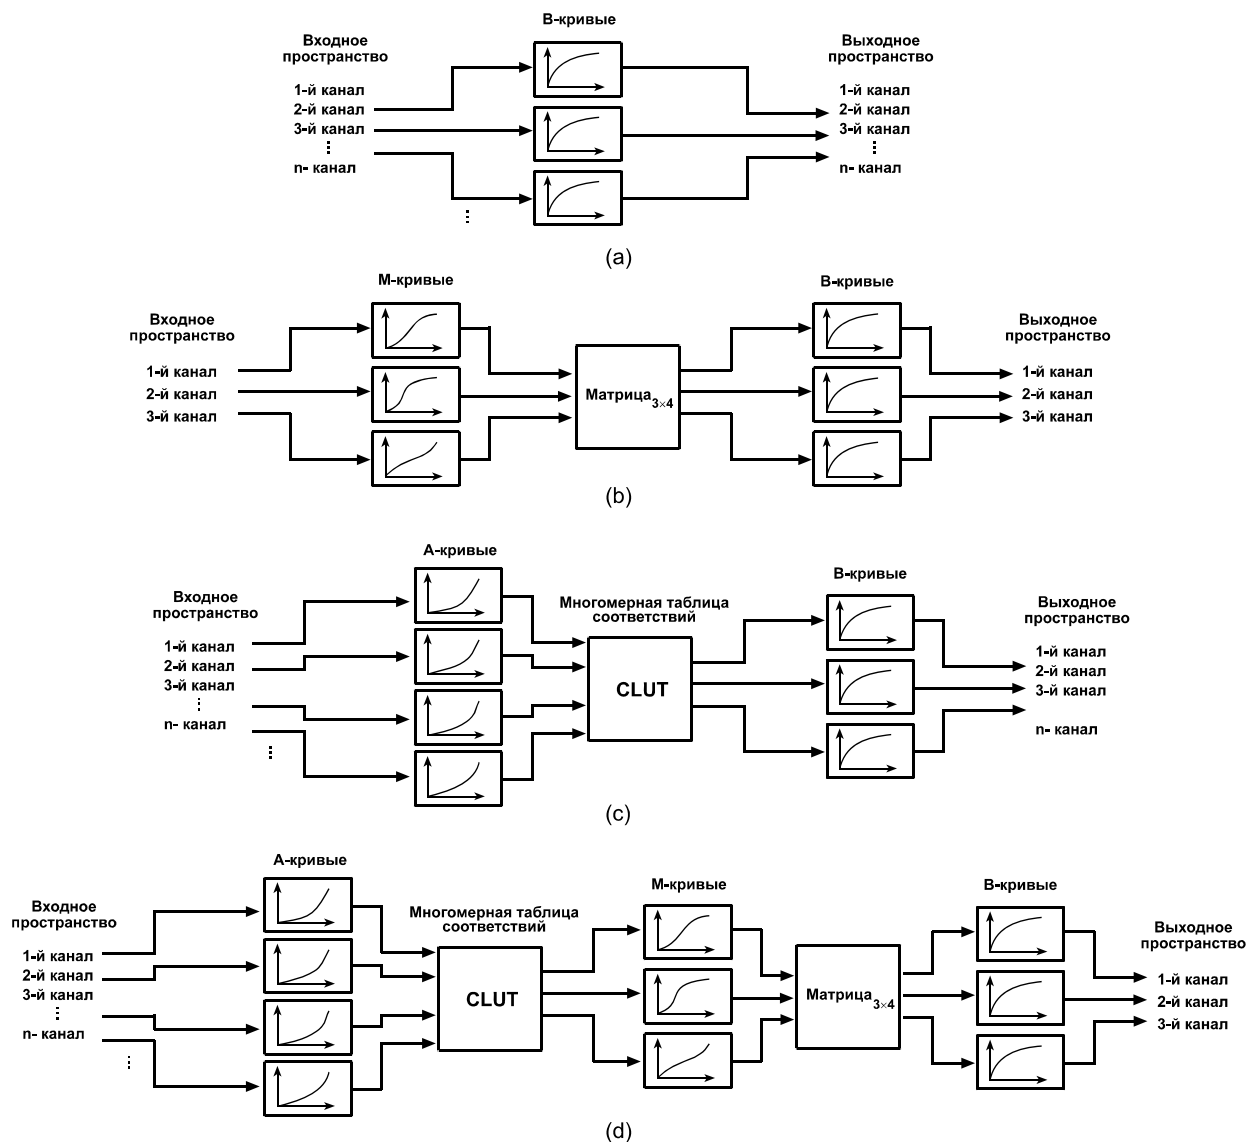 В-кривые
Входное
пространство
Выходное
пространство
1-й канал
2-й канал
3-й канал
...
n- канал
...
1-й канал
2-й канал
3-й канал
...
n- канал
(a)
М-кривые
В-кривые
Входное
пространство
Выходное
пространство
1-й канал
2-й канал
3-й канал
Матрица3×4
1-й канал
2-й канал
3-й канал
(b)
А-кривые
В-кривые
Входное
пространство
Многомерная таблица
соответствий
Выходное
пространство
1-й канал
2-й канал
3-й канал
...
n- канал
...
CLUT
1-й канал
2-й канал
3-й канал
n- канал
(c)
А-кривые
М-кривые
В-кривые
Входное
пространство
Многомерная таблица
соответствий
Выходное
пространство
1-й канал
2-й канал
3-й канал
...
n- канал
...
CLUT
Матрица3×4
1-й канал
2-й канал
3-й канал
(d)